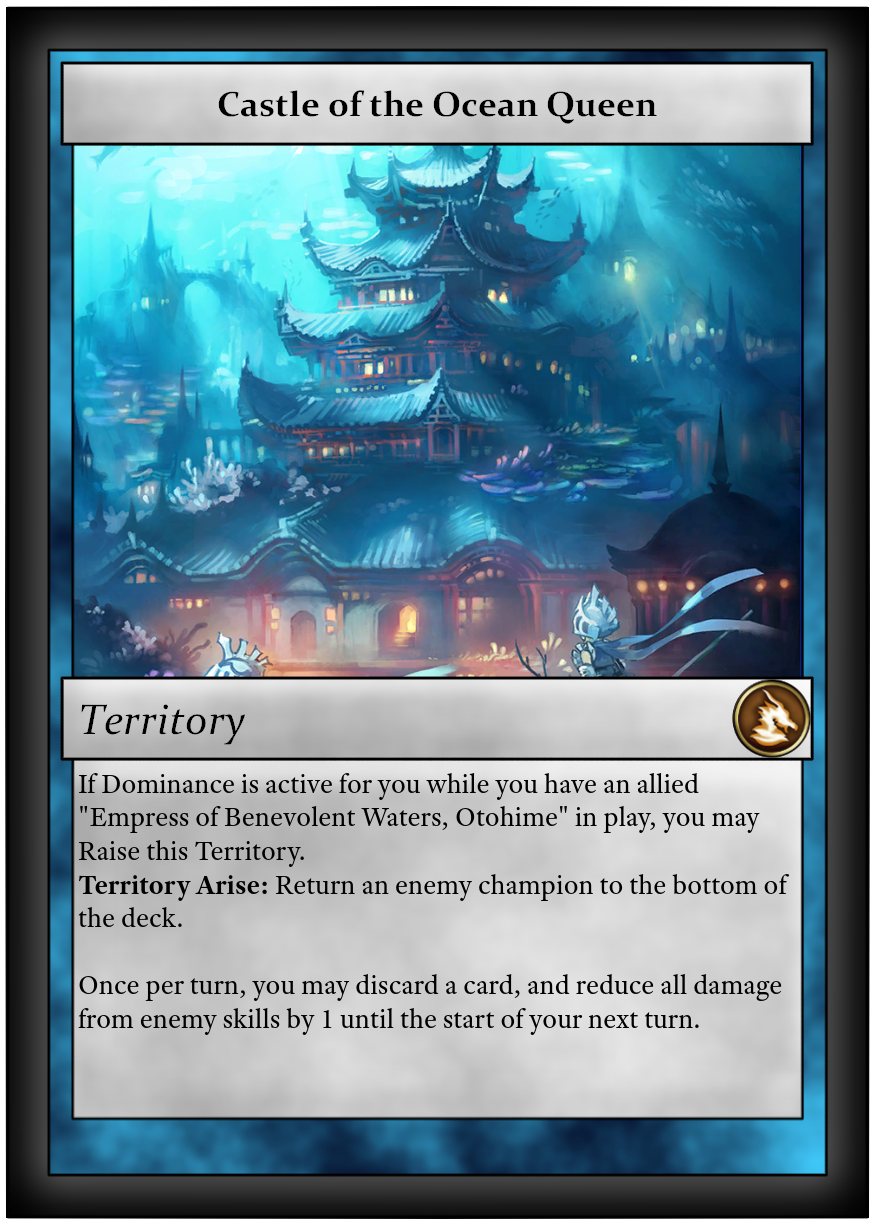 Castle of the Ocean Queen
Territory
If Dominance is active for you while you have an allied
"Empress of Benevolent Waters, Otohime" in play, you may
Raise this Territory.
Territory Arise: Return an enemy champion to the bottom of
the deck.
Once per turn, you may discard a card, and reduce all damage
from enemy skills by 1 until the start of your next turn.